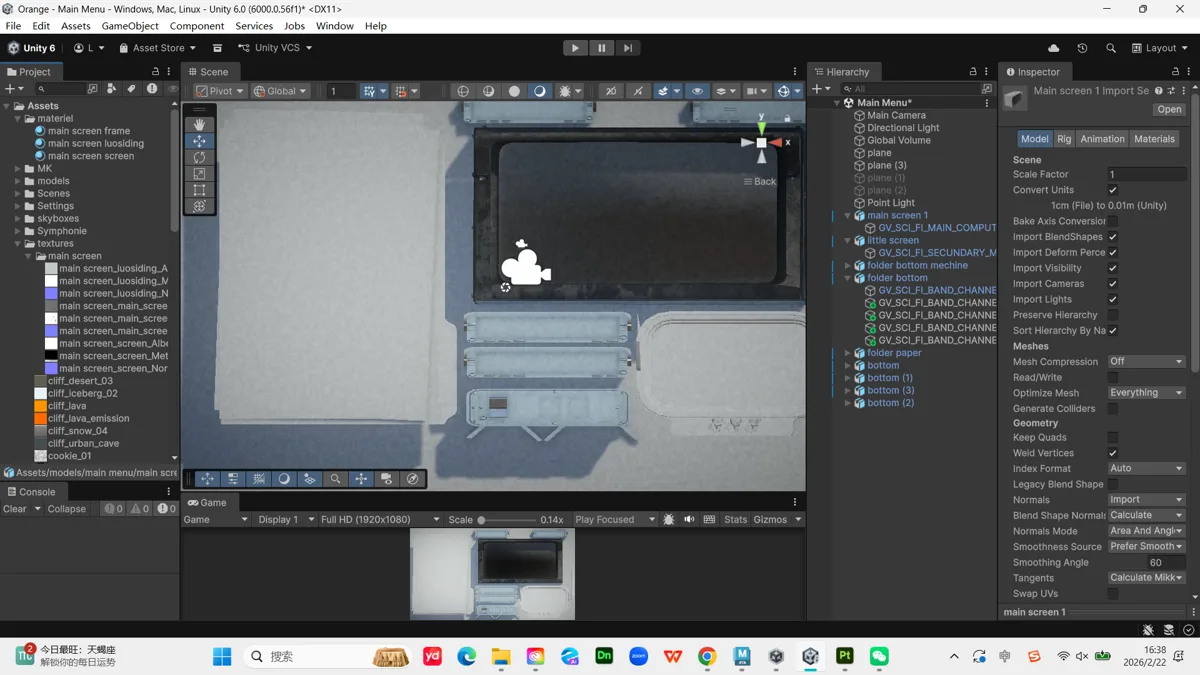 Orange - Main Menu - Windows, Mac, Linux - Unity 6.0 (6000.0.56f1)* <DX11>
File Edit Assets GameObject Component Services Jobs Window Help
Unity 6 L Asset Store Unity VCS Layout
Project
Assets
materiel
main screen frame
main screen luosiding
main screen screen
MK
models
Scenes
Settings
skyboxes
Symphonie
textures
main screen
main screen_luosiding_A
main screen_luosiding_M
main screen_luosiding_N
main screen_main_scree
main screen_main_scree
main screen_main_scree
main screen_screen_Albe
main screen_screen_Met
main screen_screen_Nor
cliff_desert_03
cliff_iceberg_02
cliff_lava
cliff_lava_emission
cliff_snow_04
cliff_urban_cave
cookie_01
Assets/models/main menu/main scre
Console
Clear Collapse 0 0 0
Scene
Pivot Global 1
y
x
Back
Game
Game Display 1 Full HD (1920x1080) Scale 0.14x Play Focused Stats Gizmos
Hierarchy
All
Main Menu*
Main Camera
Directional Light
Global Volume
plane
plane (3)
plane (1)
plane (2)
Point Light
main screen 1
GV_SCI_FI_MAIN_COMPUT
little screen
GV_SCI_FI_SECUNDARY_M
folder bottom mechine
folder bottom
GV_SCI_FI_BAND_CHANNE
GV_SCI_FI_BAND_CHANNE
GV_SCI_FI_BAND_CHANNE
GV_SCI_FI_BAND_CHANNE
GV_SCI_FI_BAND_CHANNE
folder paper
bottom
bottom (1)
bottom (3)
bottom (2)
Inspector
Main screen 1 Import Se
Open
Model Rig Animation Materials
Scene
Scale Factor 1
Convert Units
1cm (File) to 0.01m (Unity)
Bake Axis Conversion
Import BlendShapes
Import Deform Perce
Import Visibility
Import Cameras
Import Lights
Preserve Hierarchy
Sort Hierarchy By Na
Meshes
Mesh Compression Off
Read/Write
Optimize Mesh Everything
Generate Colliders
Geometry
Keep Quads
Weld Vertices
Index Format Auto
Legacy Blend Shape
Normals Import
Blend Shape Normals Calculate
Normals Mode Area And Angle
Smoothness Source Prefer Smooth
Smoothing Angle 60
Tangents Calculate Mikk
Swap UVs
main screen 1
2
今日最旺：天蝎座
解锁你的每日运势
搜索
yd
Dn
zoom
Pt
中
16:38
2026/2/22